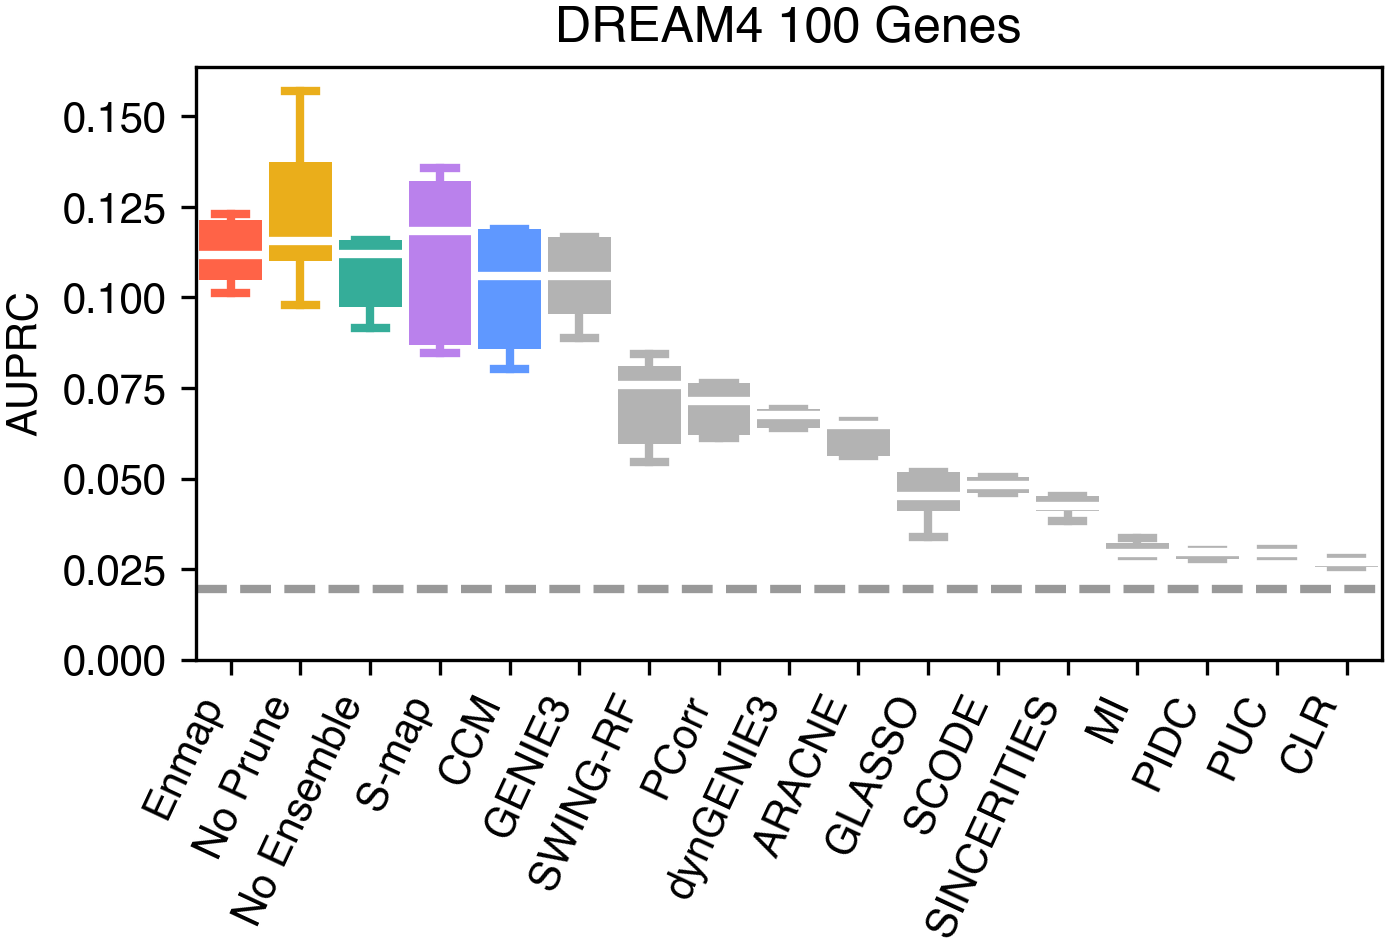 DREAM4 100 Genes
AUPRC
0.150
0.125
0.100
0.075
0.050
0.025
0.000
Enmap
No Prune
No Ensemble
S-map
CCM
GENIE3
SWING-RF
PCorr
dynGENIE3
ARACNE
GLASSO
SCODE
SINCERITIES
MI
PIDC
PUC
CLR